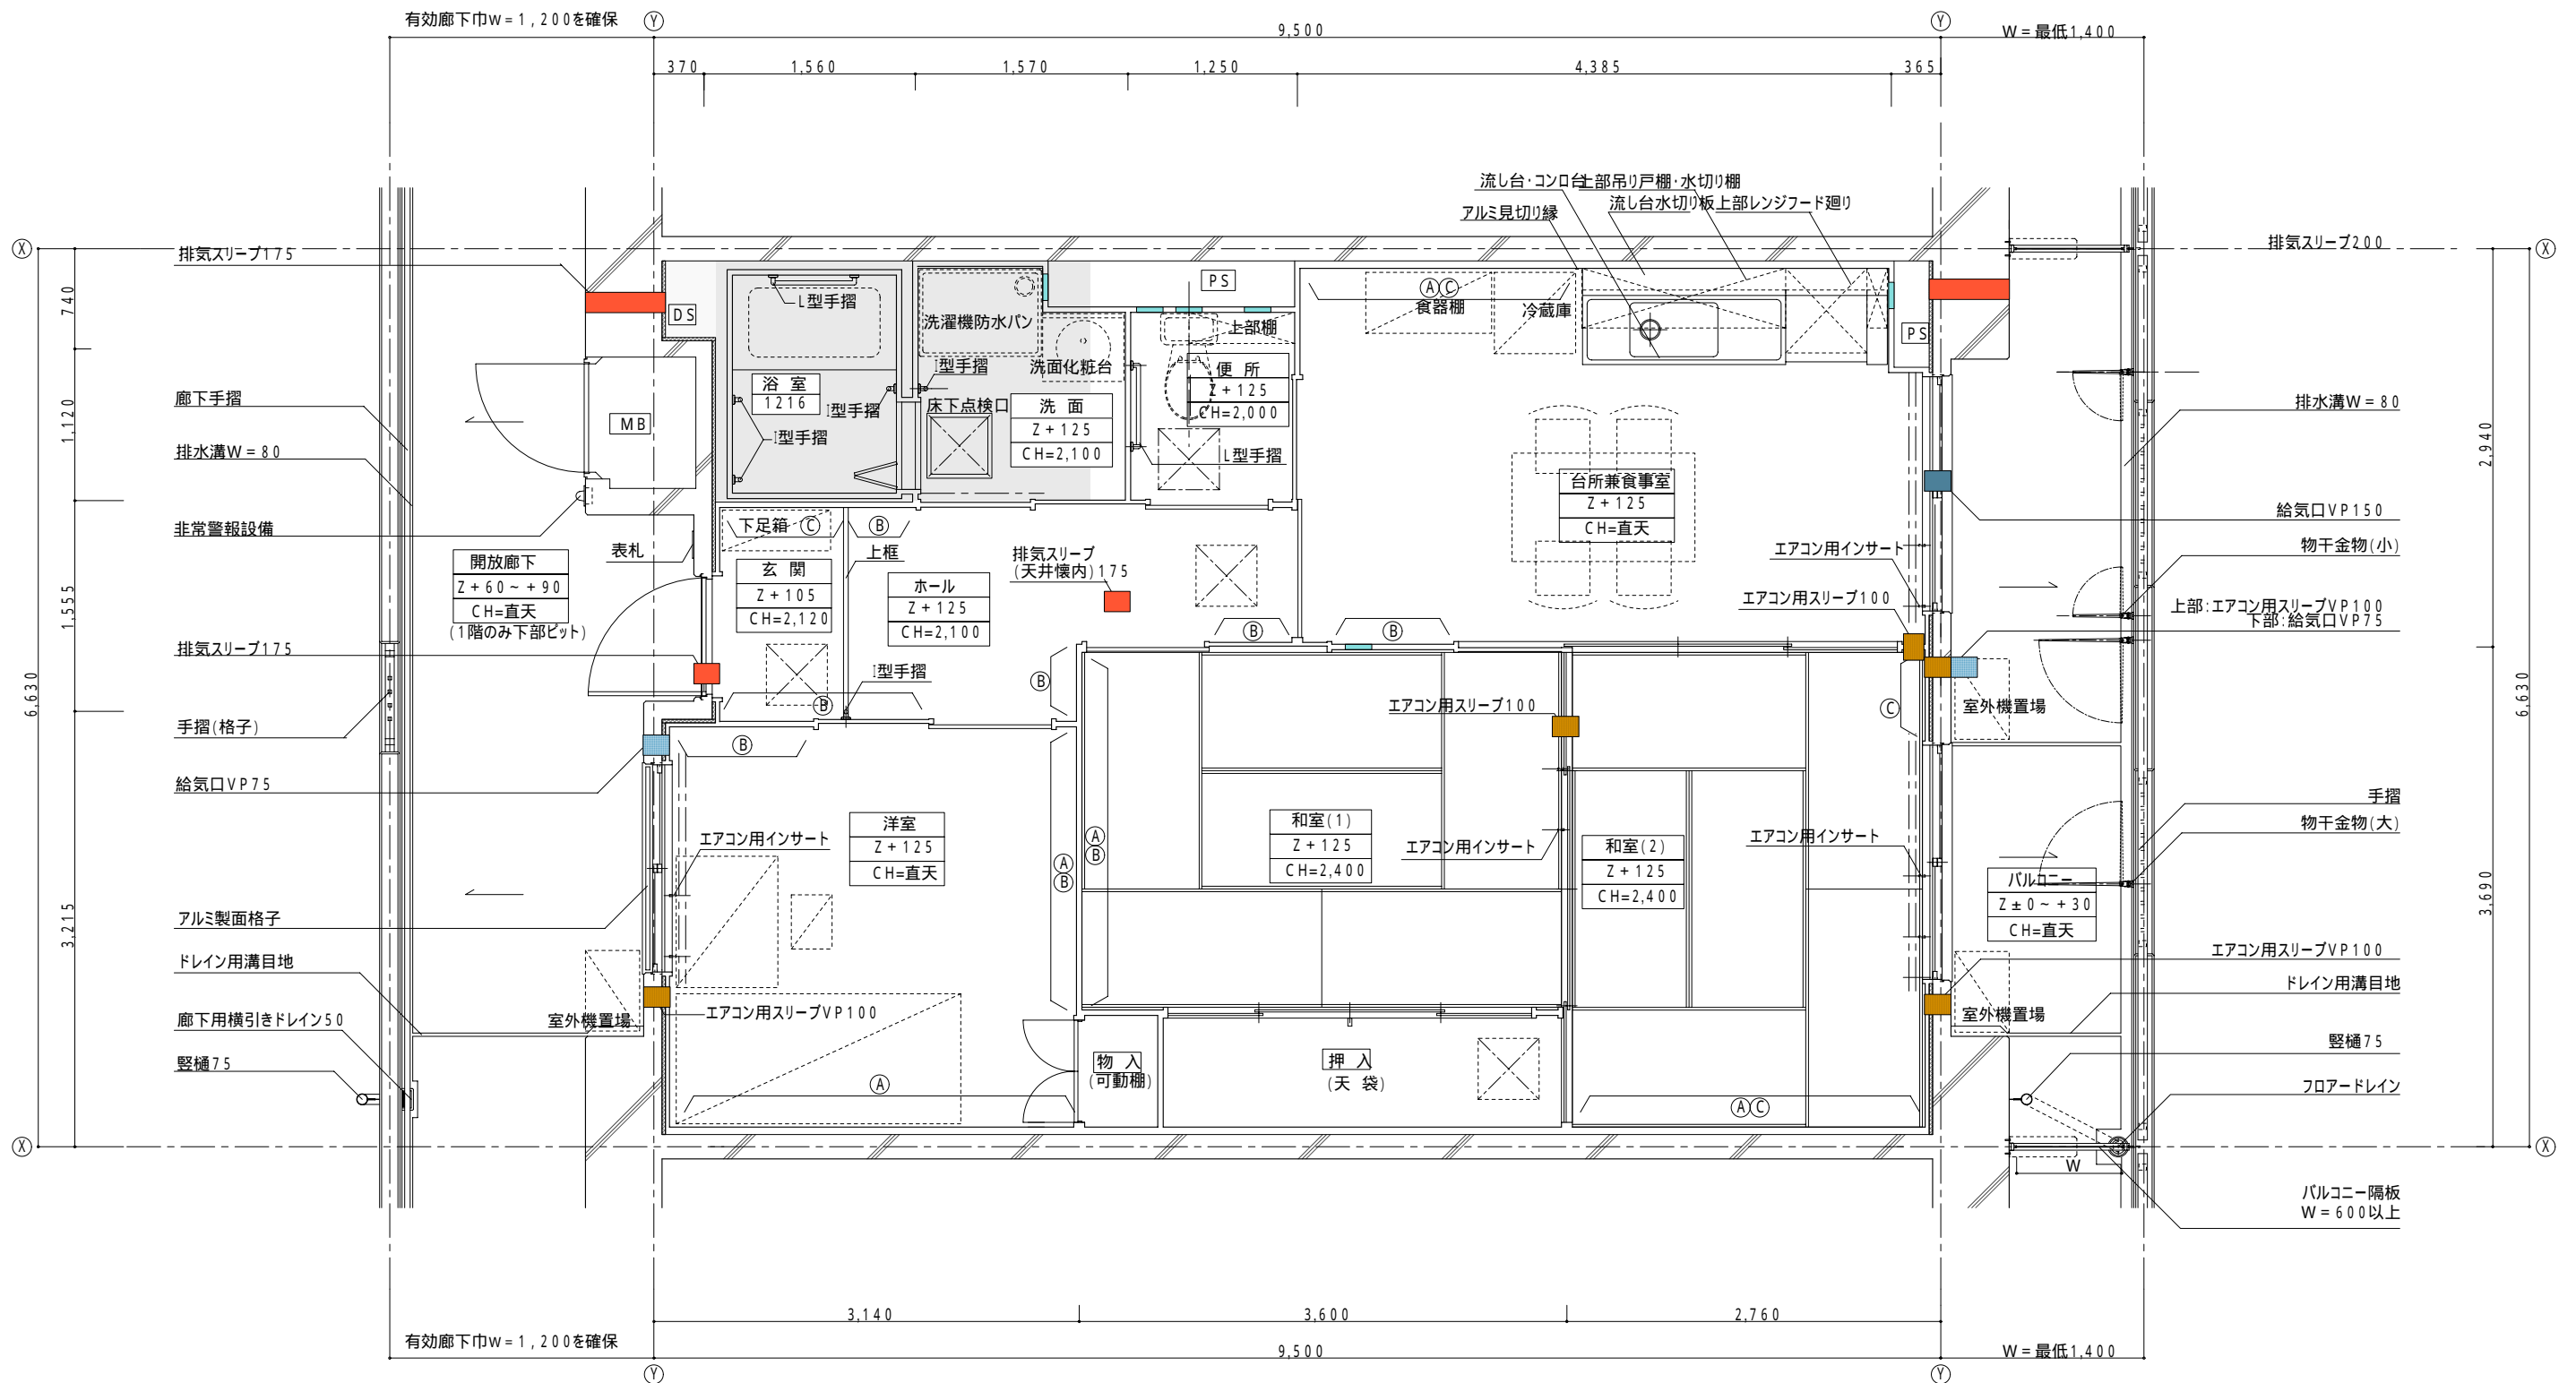 有効廊下巾w=1,200を確保
Y
9,500
Y
W=最低1,400
370
1,560
1,570
1,250
4,385
365
流し台・コンロ台
上部吊り戸棚・水切り棚
アルミ見切り縁
流し台水切り板
上部レンジフード廻り
X
排気スリーブ175
排気スリーブ200
X
740
1,120
1,555
3,215
6,630
2,940
3,690
6,630
DS
L型手摺
洗濯機防水パン
PS
上部棚
A C
食器棚
冷蔵庫
PS
洗面化粧台
I型手摺
浴 室
1216
I型手摺
I型手摺
床下点検口
洗 面
Z+125
CH=2,100
便 所
Z+125
CH=2,000
L型手摺
MB
廊下手摺
排水溝W=80
非常警報設備
表札
開放廊下
Z+60~+90
CH=直天
(1階のみ下部ピット)
排気スリーブ175
手摺(格子)
給気口VP75
アルミ製面格子
ドレイン用溝目地
廊下用横引きドレイン50
竪樋75
下足箱
C
B
上框
玄 関
Z+105
CH=2,120
ホール
Z+125
CH=2,100
排気スリーブ
(天井懐内)175
I型手摺
B
B
B
B
B
台所兼食事室
Z+125
CH=直天
エアコン用インサート
エアコン用スリーブ100
エアコン用スリーブ100
C
排水溝W=80
給気口VP150
物干金物(小)
上部:エアコン用スリーブVP100
下部:給気口VP75
室外機置場
手摺
物干金物(大)
洋室
Z+125
CH=直天
エアコン用インサート
A
B
A
B
和室(1)
Z+125
CH=2,400
エアコン用インサート
和室(2)
Z+125
CH=2,400
エアコン用インサート
バルコニー
Z±0~+30
CH=直天
エアコン用スリーブVP100
ドレイン用溝目地
室外機置場
エアコン用スリーブVP100
室外機置場
物 入
(可動棚)
押 入
(天 袋)
A
A C
竪樋75
フロアードレイン
X
X
W
バルコニー隔板
W=600以上
3,140
3,600
2,760
有効廊下巾w=1,200を確保
9,500
W=最低1,400
Y
Y